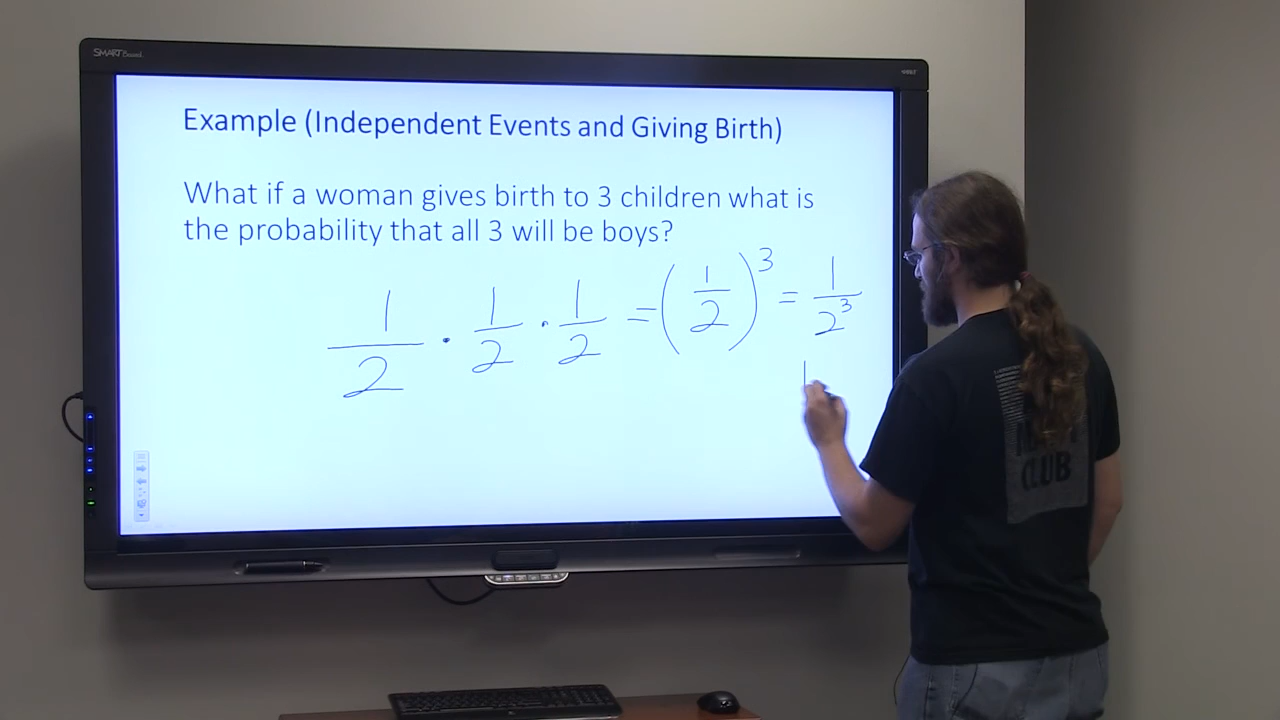 SMART Board
Example (Independent Events and Giving Birth)
What if a woman gives birth to 3 children what is
the probability that all 3 will be boys?
1/2 · 1/2 · 1/2 = (1/2)^3 = 1/2^3
1
CLUB